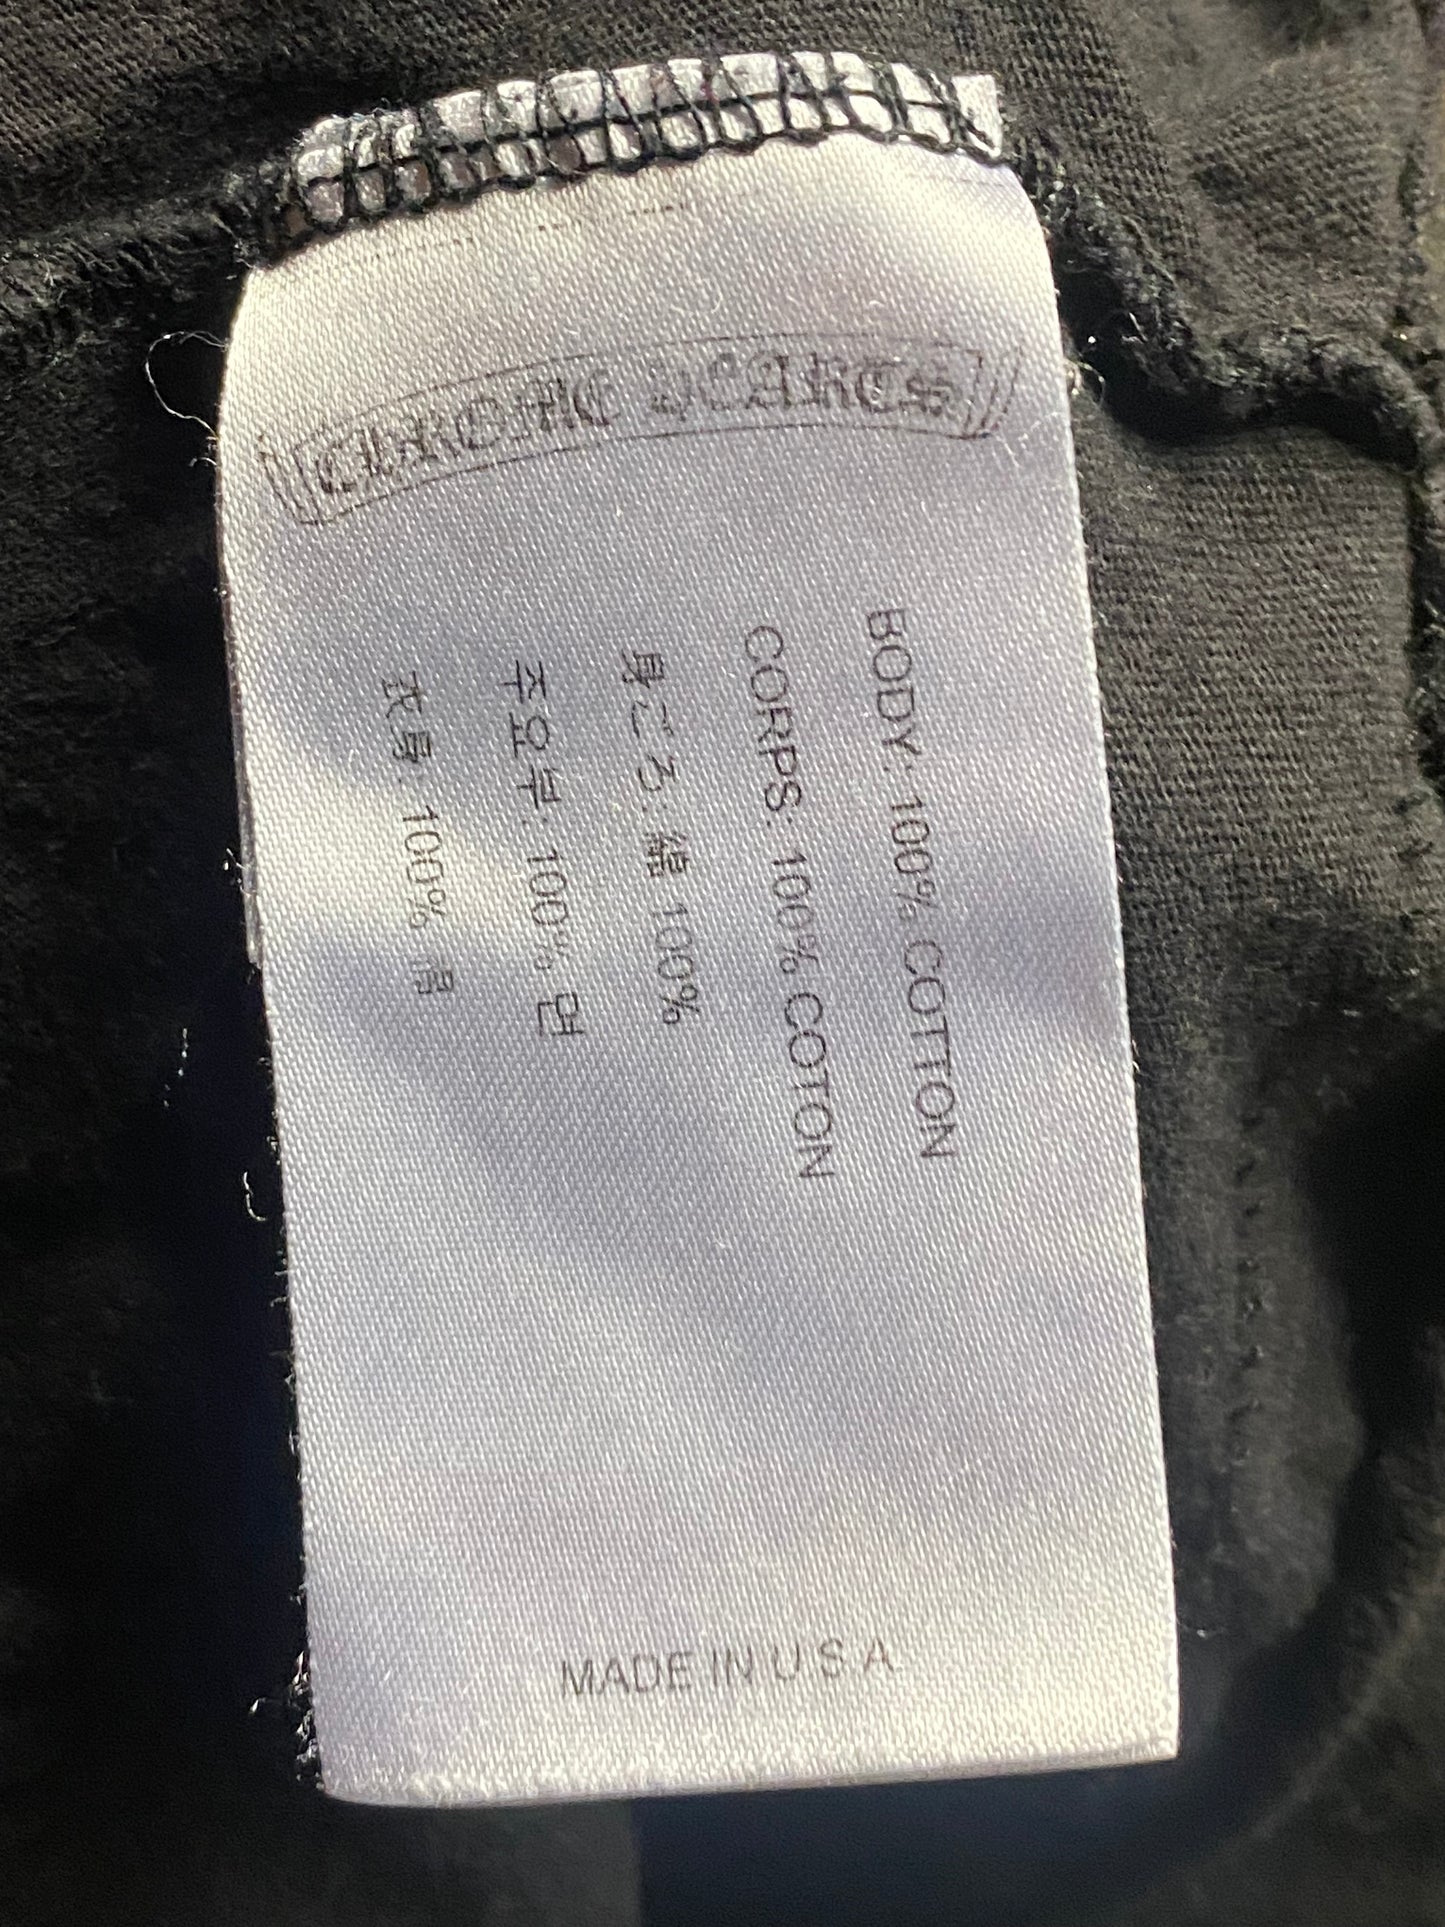 CHROME HEARTS
BODY: 100% COTTON
CORPS: 100% COTON
身ごろ: 綿 100%
주요부: 100% 면
衣身: 100% 棉
MADE IN U S A